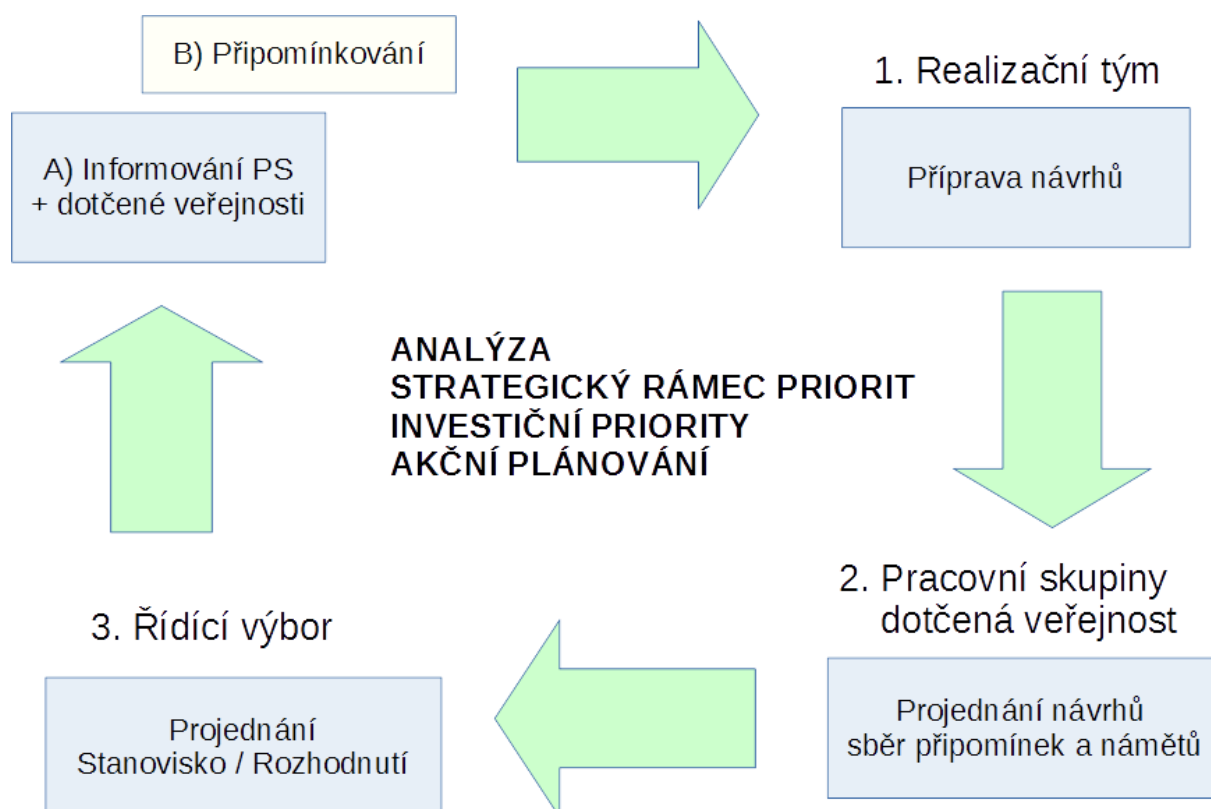 B) Připomínkování
A) Informování PS
+ dotčené veřejnosti
1. Realizační tým
Příprava návrhů
ANALÝZA
STRATEGICKÝ RÁMEC PRIORIT
INVESTIČNÍ PRIORITY
AKČNÍ PLÁNOVÁNÍ
2. Pracovní skupiny
dotčená veřejnost
Projednání návrhů
sběr připomínek a námětů
3. Řídící výbor
Projednání
Stanovisko / Rozhodnutí